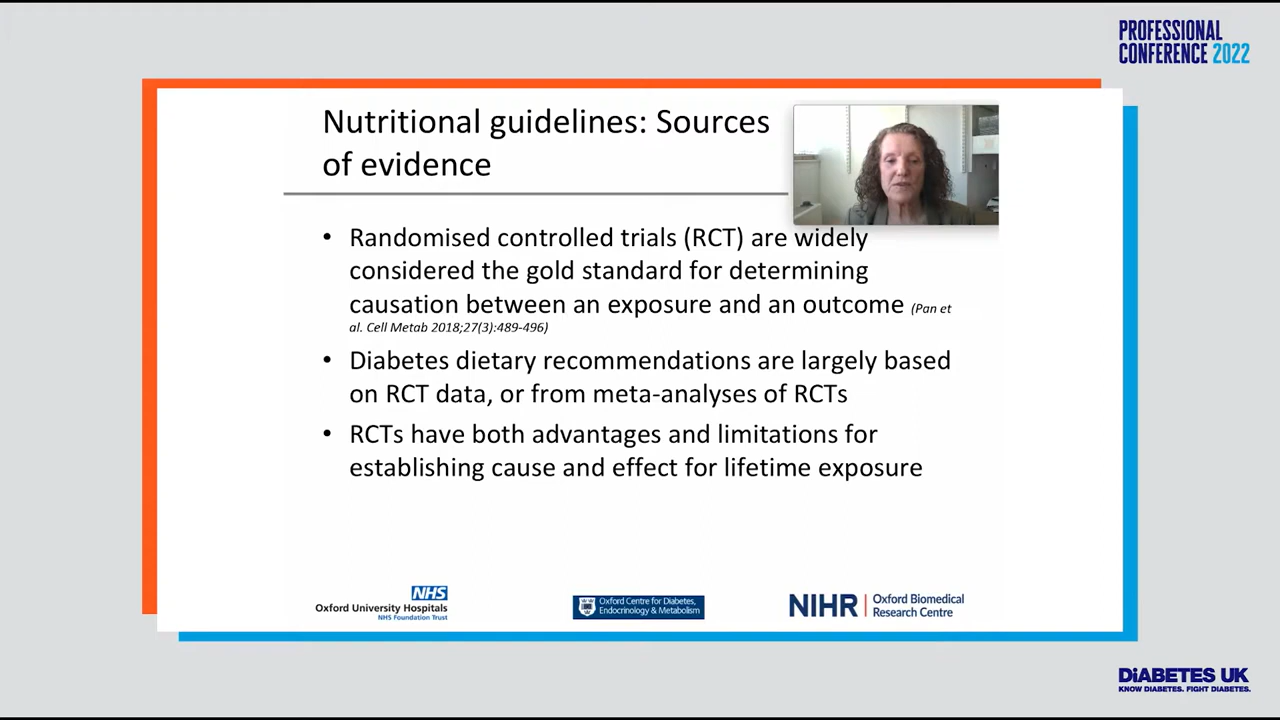 PROFESSIONAL
CONFERENCE 2022
Nutritional guidelines: Sources
of evidence
• Randomised controlled trials (RCT) are widely
considered the gold standard for determining
causation between an exposure and an outcome (Pan et
al. Cell Metab 2018;27(3):489-496)
• Diabetes dietary recommendations are largely based
on RCT data, or from meta-analyses of RCTs
• RCTs have both advantages and limitations for
establishing cause and effect for lifetime exposure
NHS
Oxford University Hospitals
NHS Foundation Trust
Oxford Centre for Diabetes,
Endocrinology & Metabolism
NIHR | Oxford Biomedical
Research Centre
DiABETES UK
KNOW DIABETES. FIGHT DIABETES.